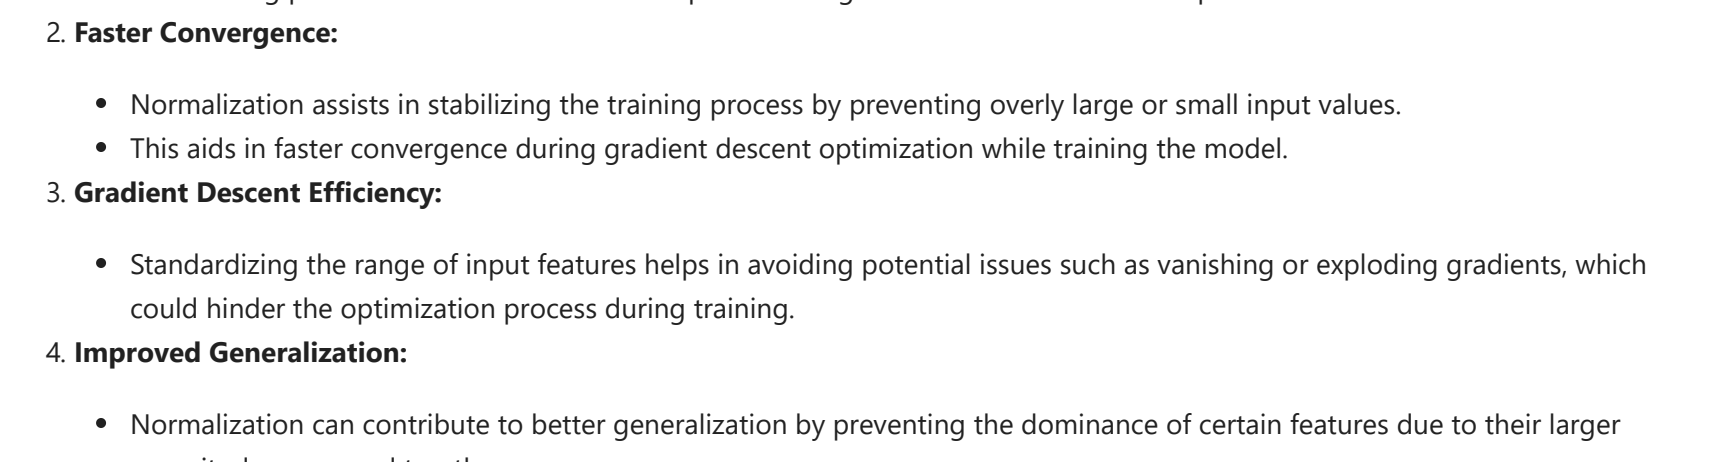 2. Faster Convergence:
• Normalization assists in stabilizing the training process by preventing overly large or small input values.
• This aids in faster convergence during gradient descent optimization while training the model.
3. Gradient Descent Efficiency:
• Standardizing the range of input features helps in avoiding potential issues such as vanishing or exploding gradients, which
could hinder the optimization process during training.
4. Improved Generalization:
• Normalization can contribute to better generalization by preventing the dominance of certain features due to their larger